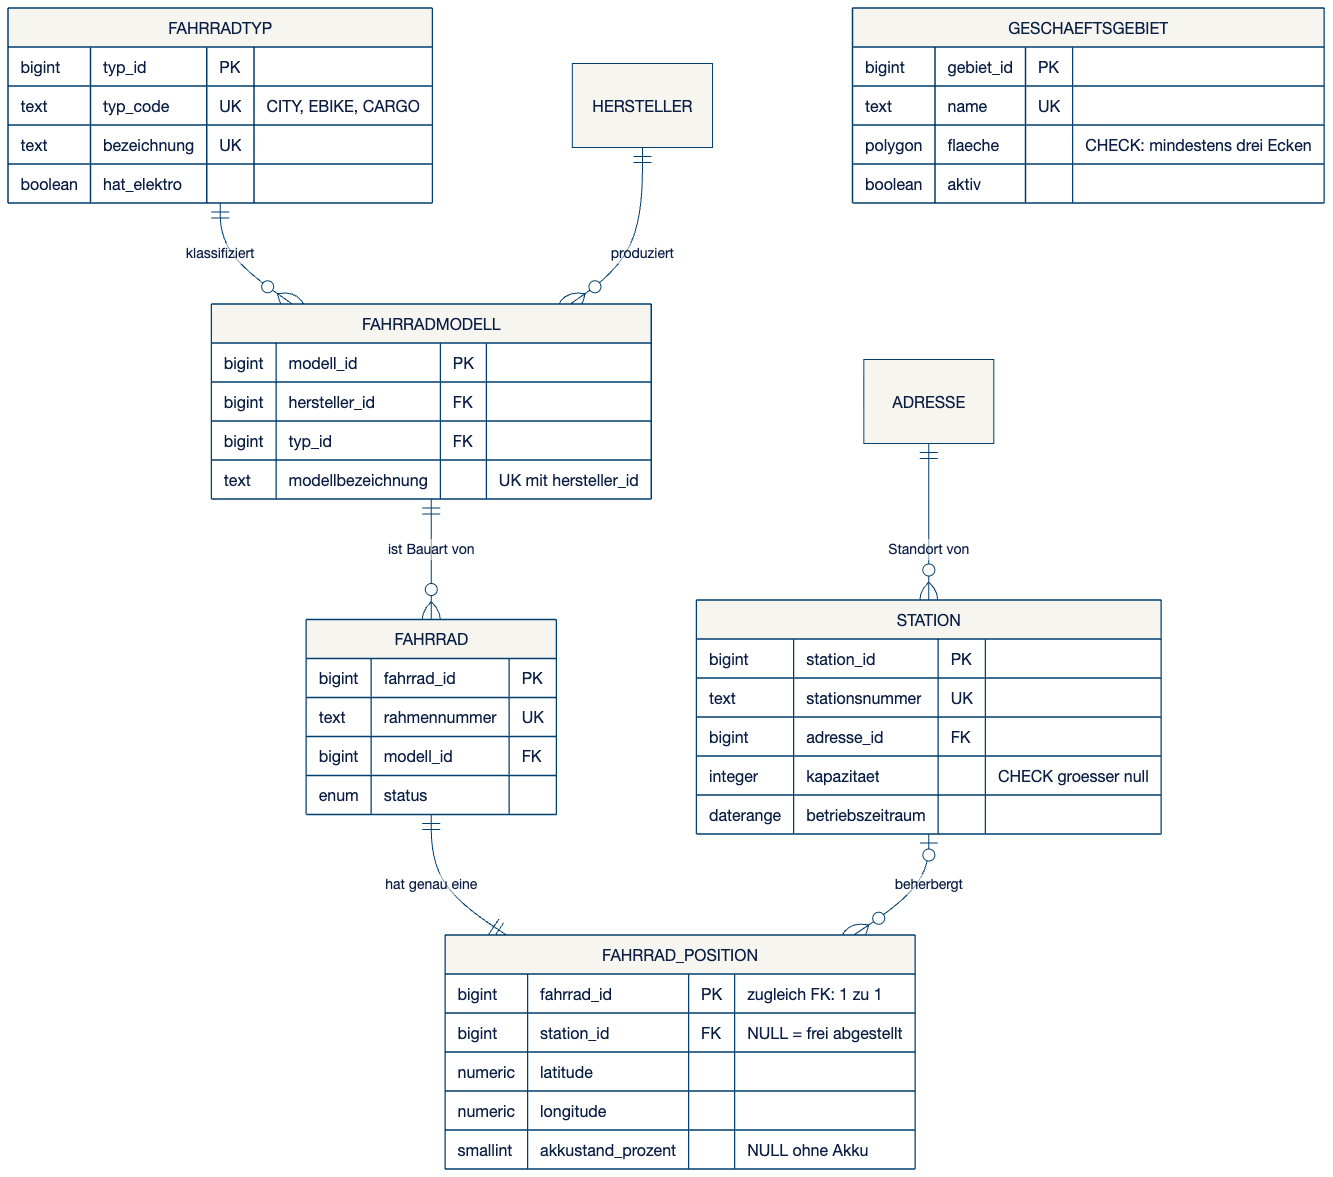 FAHRRADTYP
bigint typ_id PK
text typ_code UK CITY, EBIKE, CARGO
text bezeichnung UK
boolean hat_elektro
HERSTELLER
GESCHAEFTSGEBIET
bigint gebiet_id PK
text name UK
polygon flaeche CHECK: mindestens drei Ecken
boolean aktiv
klassifiziert
produziert
FAHRRADMODELL
bigint modell_id PK
bigint hersteller_id FK
bigint typ_id FK
text modellbezeichnung UK mit hersteller_id
ADRESSE
ist Bauart von
Standort von
FAHRRAD
bigint fahrrad_id PK
text rahmennummer UK
bigint modell_id FK
enum status
STATION
bigint station_id PK
text stationsnummer UK
bigint adresse_id FK
integer kapazitaet CHECK groesser null
daterange betriebszeitraum
hat genau eine
beherbergt
FAHRRAD_POSITION
bigint fahrrad_id PK zugleich FK: 1 zu 1
bigint station_id FK NULL = frei abgestellt
numeric latitude
numeric longitude
smallint akkustand_prozent NULL ohne Akku